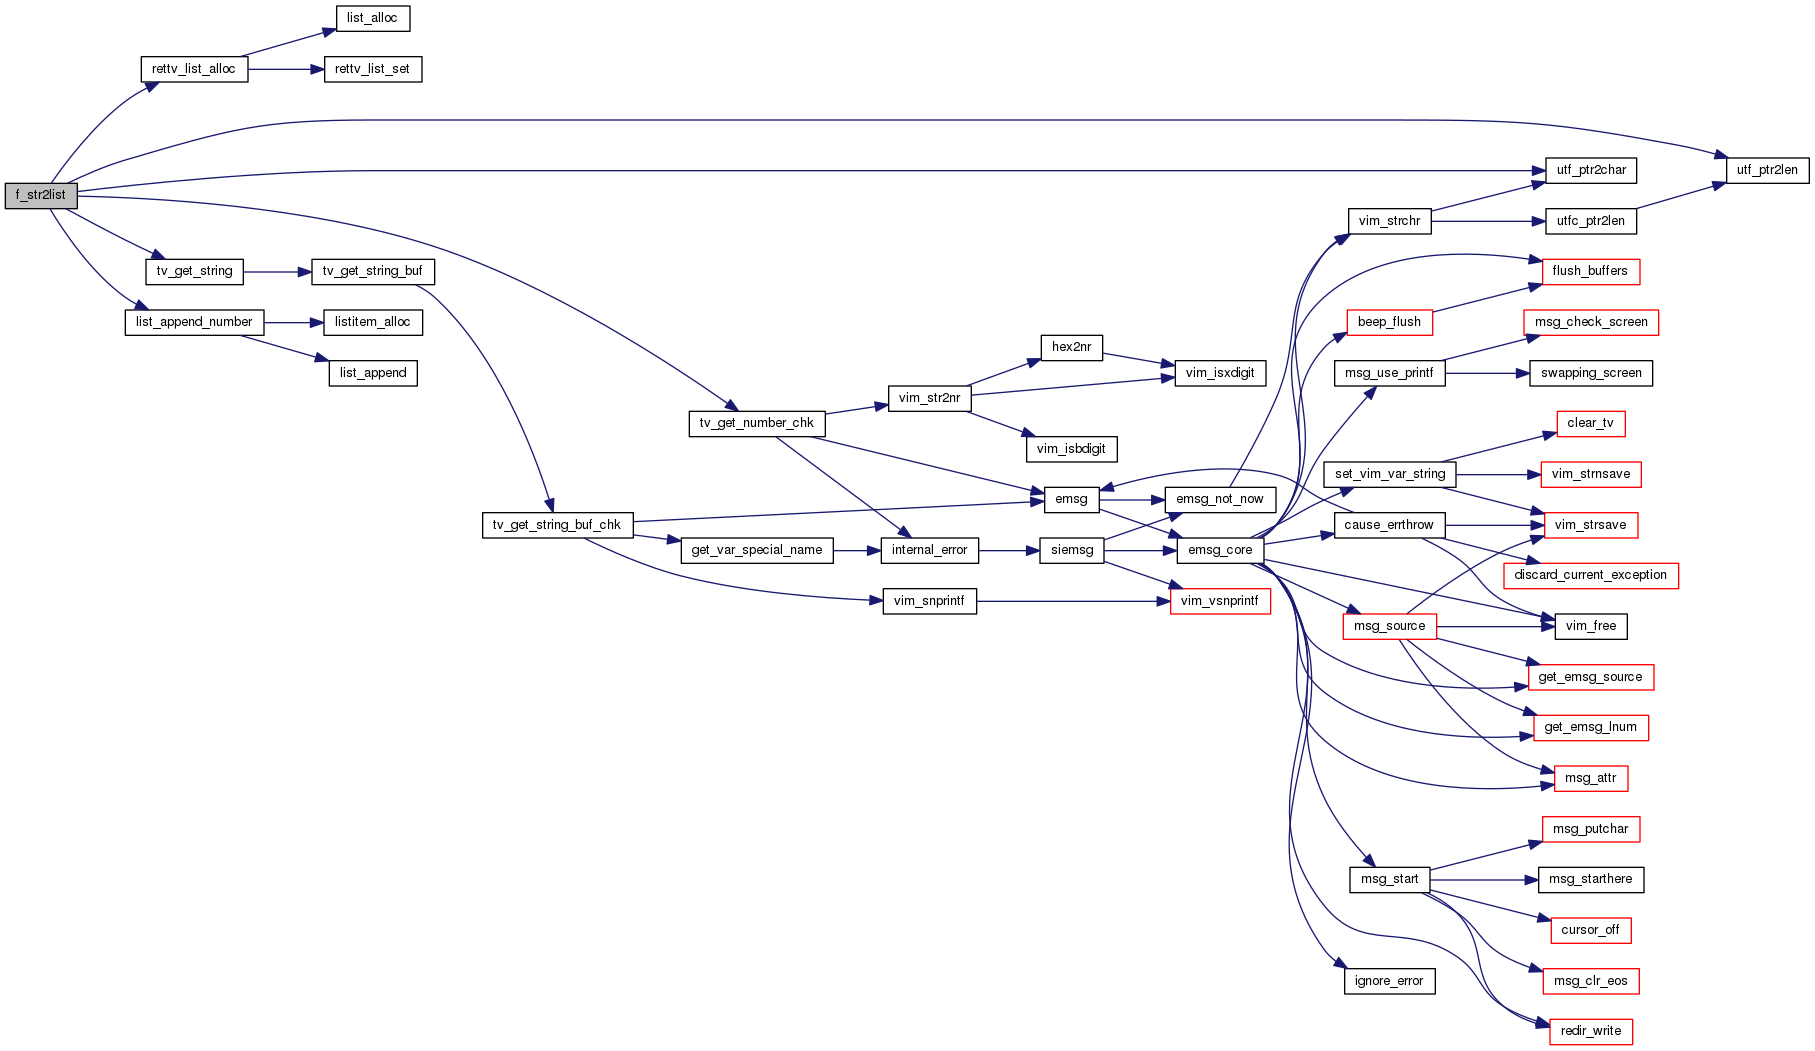 list_alloc
rettv_list_alloc
rettv_list_set
utf_ptr2char
utf_ptr2len
f_str2list
vim_strchr
utfc_ptr2len
tv_get_string
tv_get_string_buf
flush_buffers
list_append_number
listitem_alloc
beep_flush
msg_check_screen
hex2nr
list_append
vim_isxdigit
msg_use_printf
swapping_screen
vim_str2nr
tv_get_number_chk
clear_tv
vim_isbdigit
set_vim_var_string
vim_strnsave
emsg
emsg_not_now
tv_get_string_buf_chk
cause_errthrow
vim_strsave
get_var_special_name
internal_error
siemsg
emsg_core
discard_current_exception
vim_snprintf
vim_vsnprintf
msg_source
vim_free
get_emsg_source
get_emsg_lnum
msg_attr
msg_putchar
msg_start
msg_starthere
cursor_off
ignore_error
msg_clr_eos
redir_write